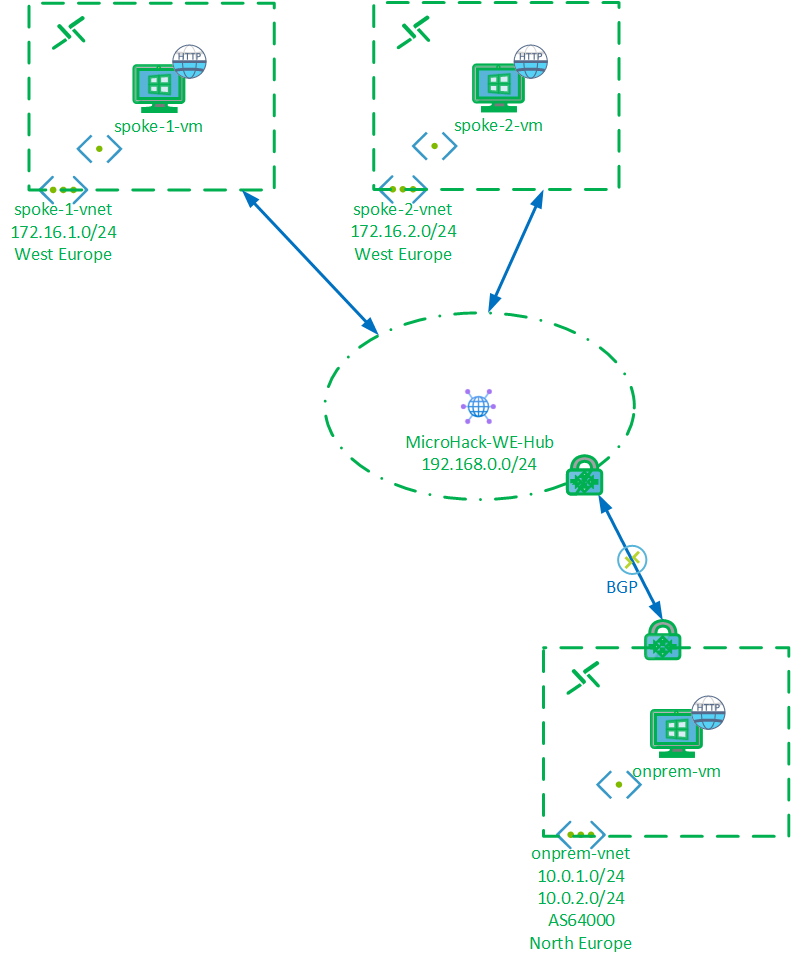 HTTP
spoke-1-vm
spoke-1-vnet
172.16.1.0/24
West Europe
HTTP
spoke-2-vm
spoke-2-vnet
172.16.2.0/24
West Europe
MicroHack-WE-Hub
192.168.0.0/24
BGP
HTTP
onprem-vm
onprem-vnet
10.0.1.0/24
10.0.2.0/24
AS64000
North Europe